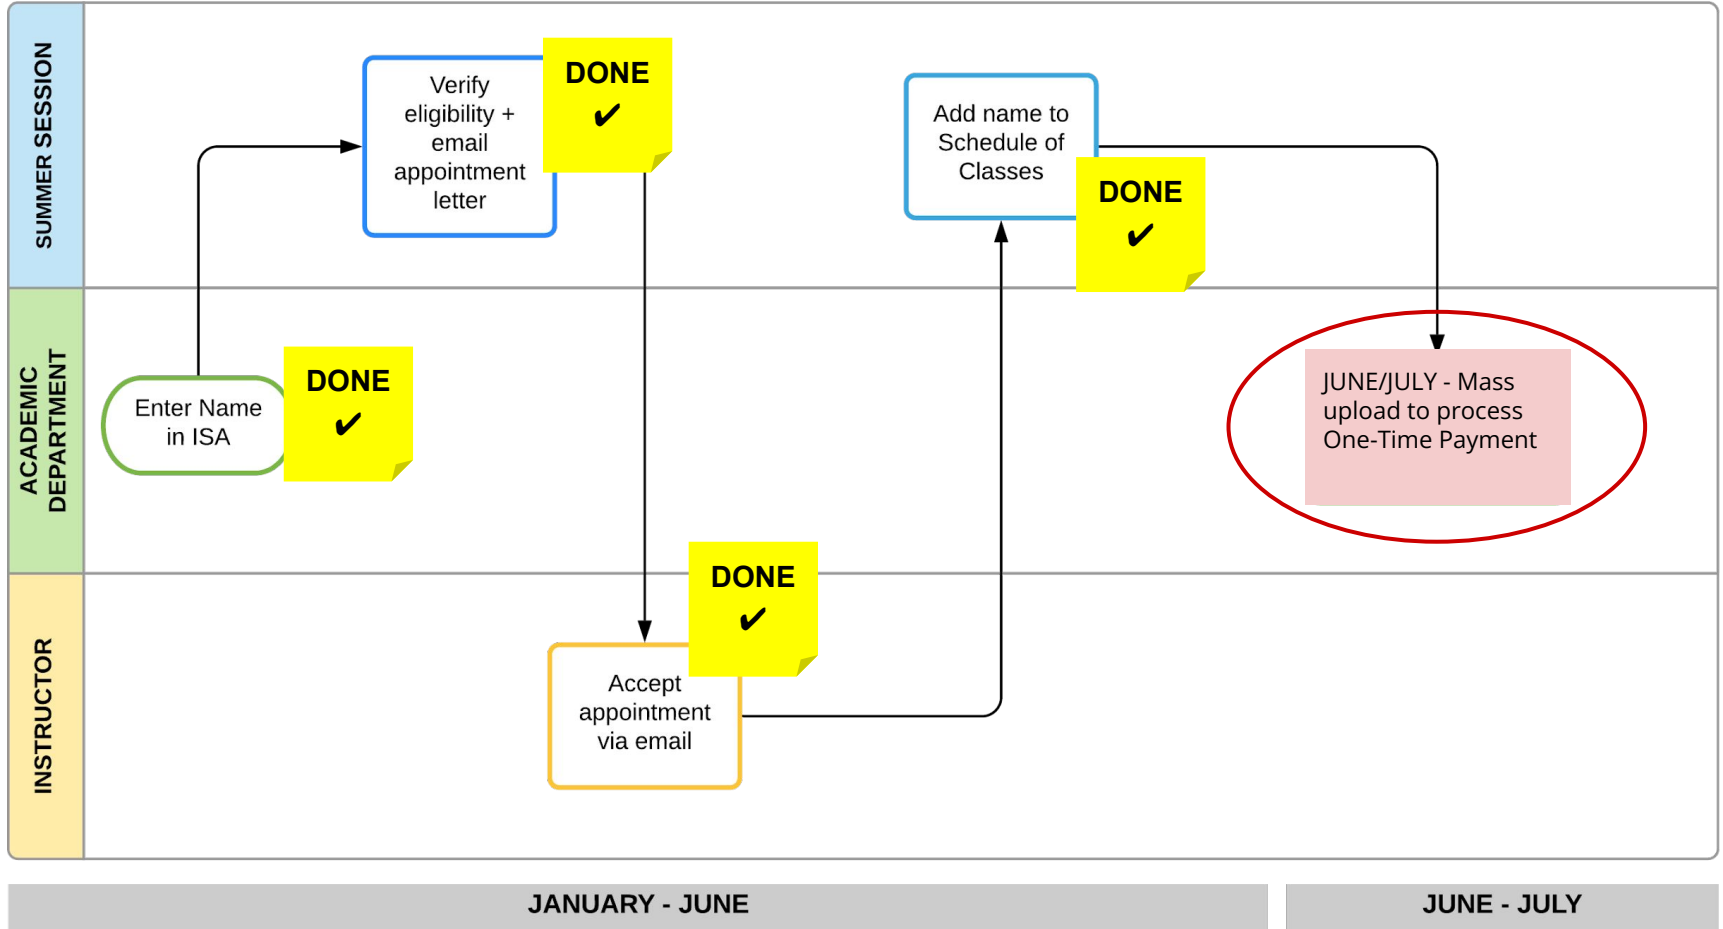 SUMMER SESSION
Verify
eligibility +
email
appointment
letter
DONE
✔
Add name to
Schedule of
Classes
DONE
✔
ACADEMIC
DEPARTMENT
Enter Name
in ISA
DONE
✔
JUNE/JULY - Mass
upload to process
One-Time Payment
INSTRUCTOR
DONE
✔
Accept
appointment
via email
JANUARY - JUNE
JUNE - JULY